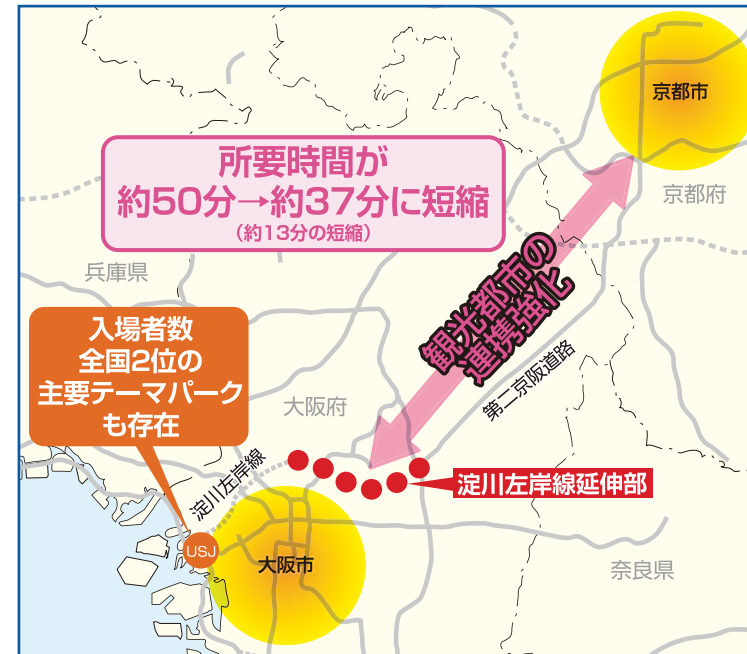 京都市
所要時間が
約50分→約37分に短縮
（約13分の短縮）
京都府
観光都市の
連携強化
兵庫県
入場者数
全国2位の
主要テーマパーク
も存在
大阪府
第二京阪道路
淀川左岸線
淀川左岸線延伸部
USJ
大阪市
奈良県